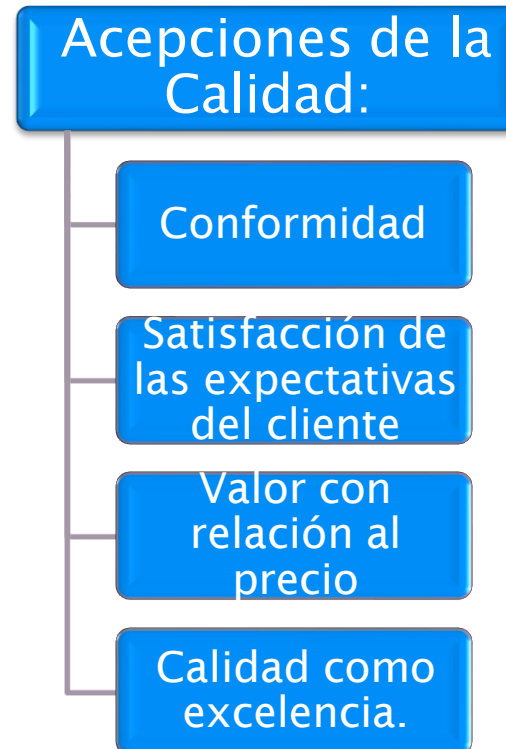 Acepciones de la
Calidad:
Conformidad
Satisfacción de
las expectativas
del cliente
Valor con
relación al
precio
Calidad como
excelencia.